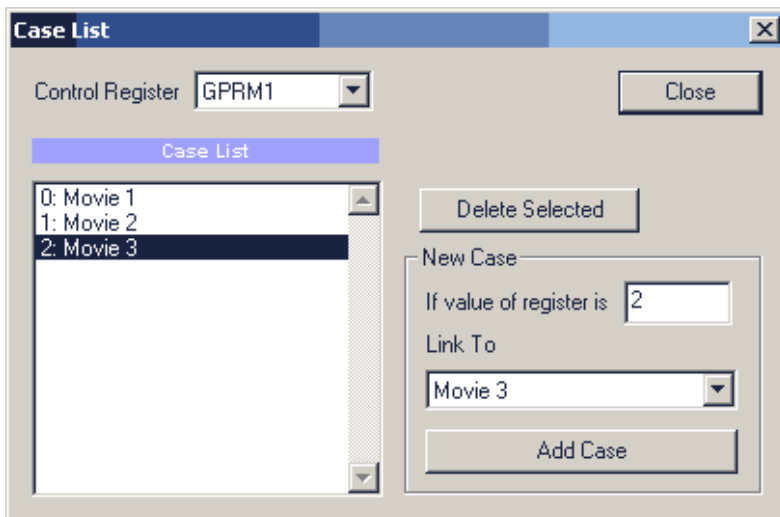 Case List
Control Register GPRM1
Close
Case List
0: Movie 1
1: Movie 2
2: Movie 3
Delete Selected
New Case
If value of register is 2
Link To
Movie 3
Add Case